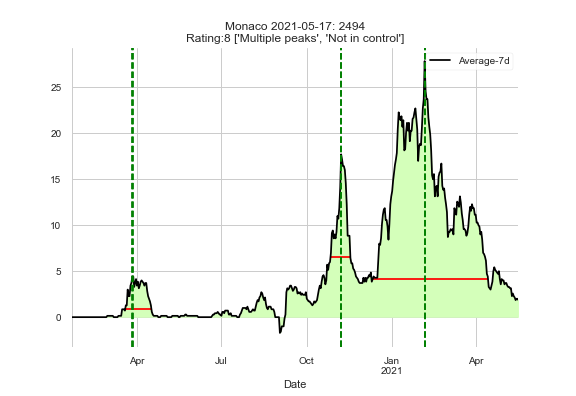 Monaco 2021-05-17: 2494
Rating:8 ['Multiple peaks', 'Not in control']
Average-7d
25
20
15
10
5
0
Apr
Jul
Oct
Jan
2021
Apr
Date